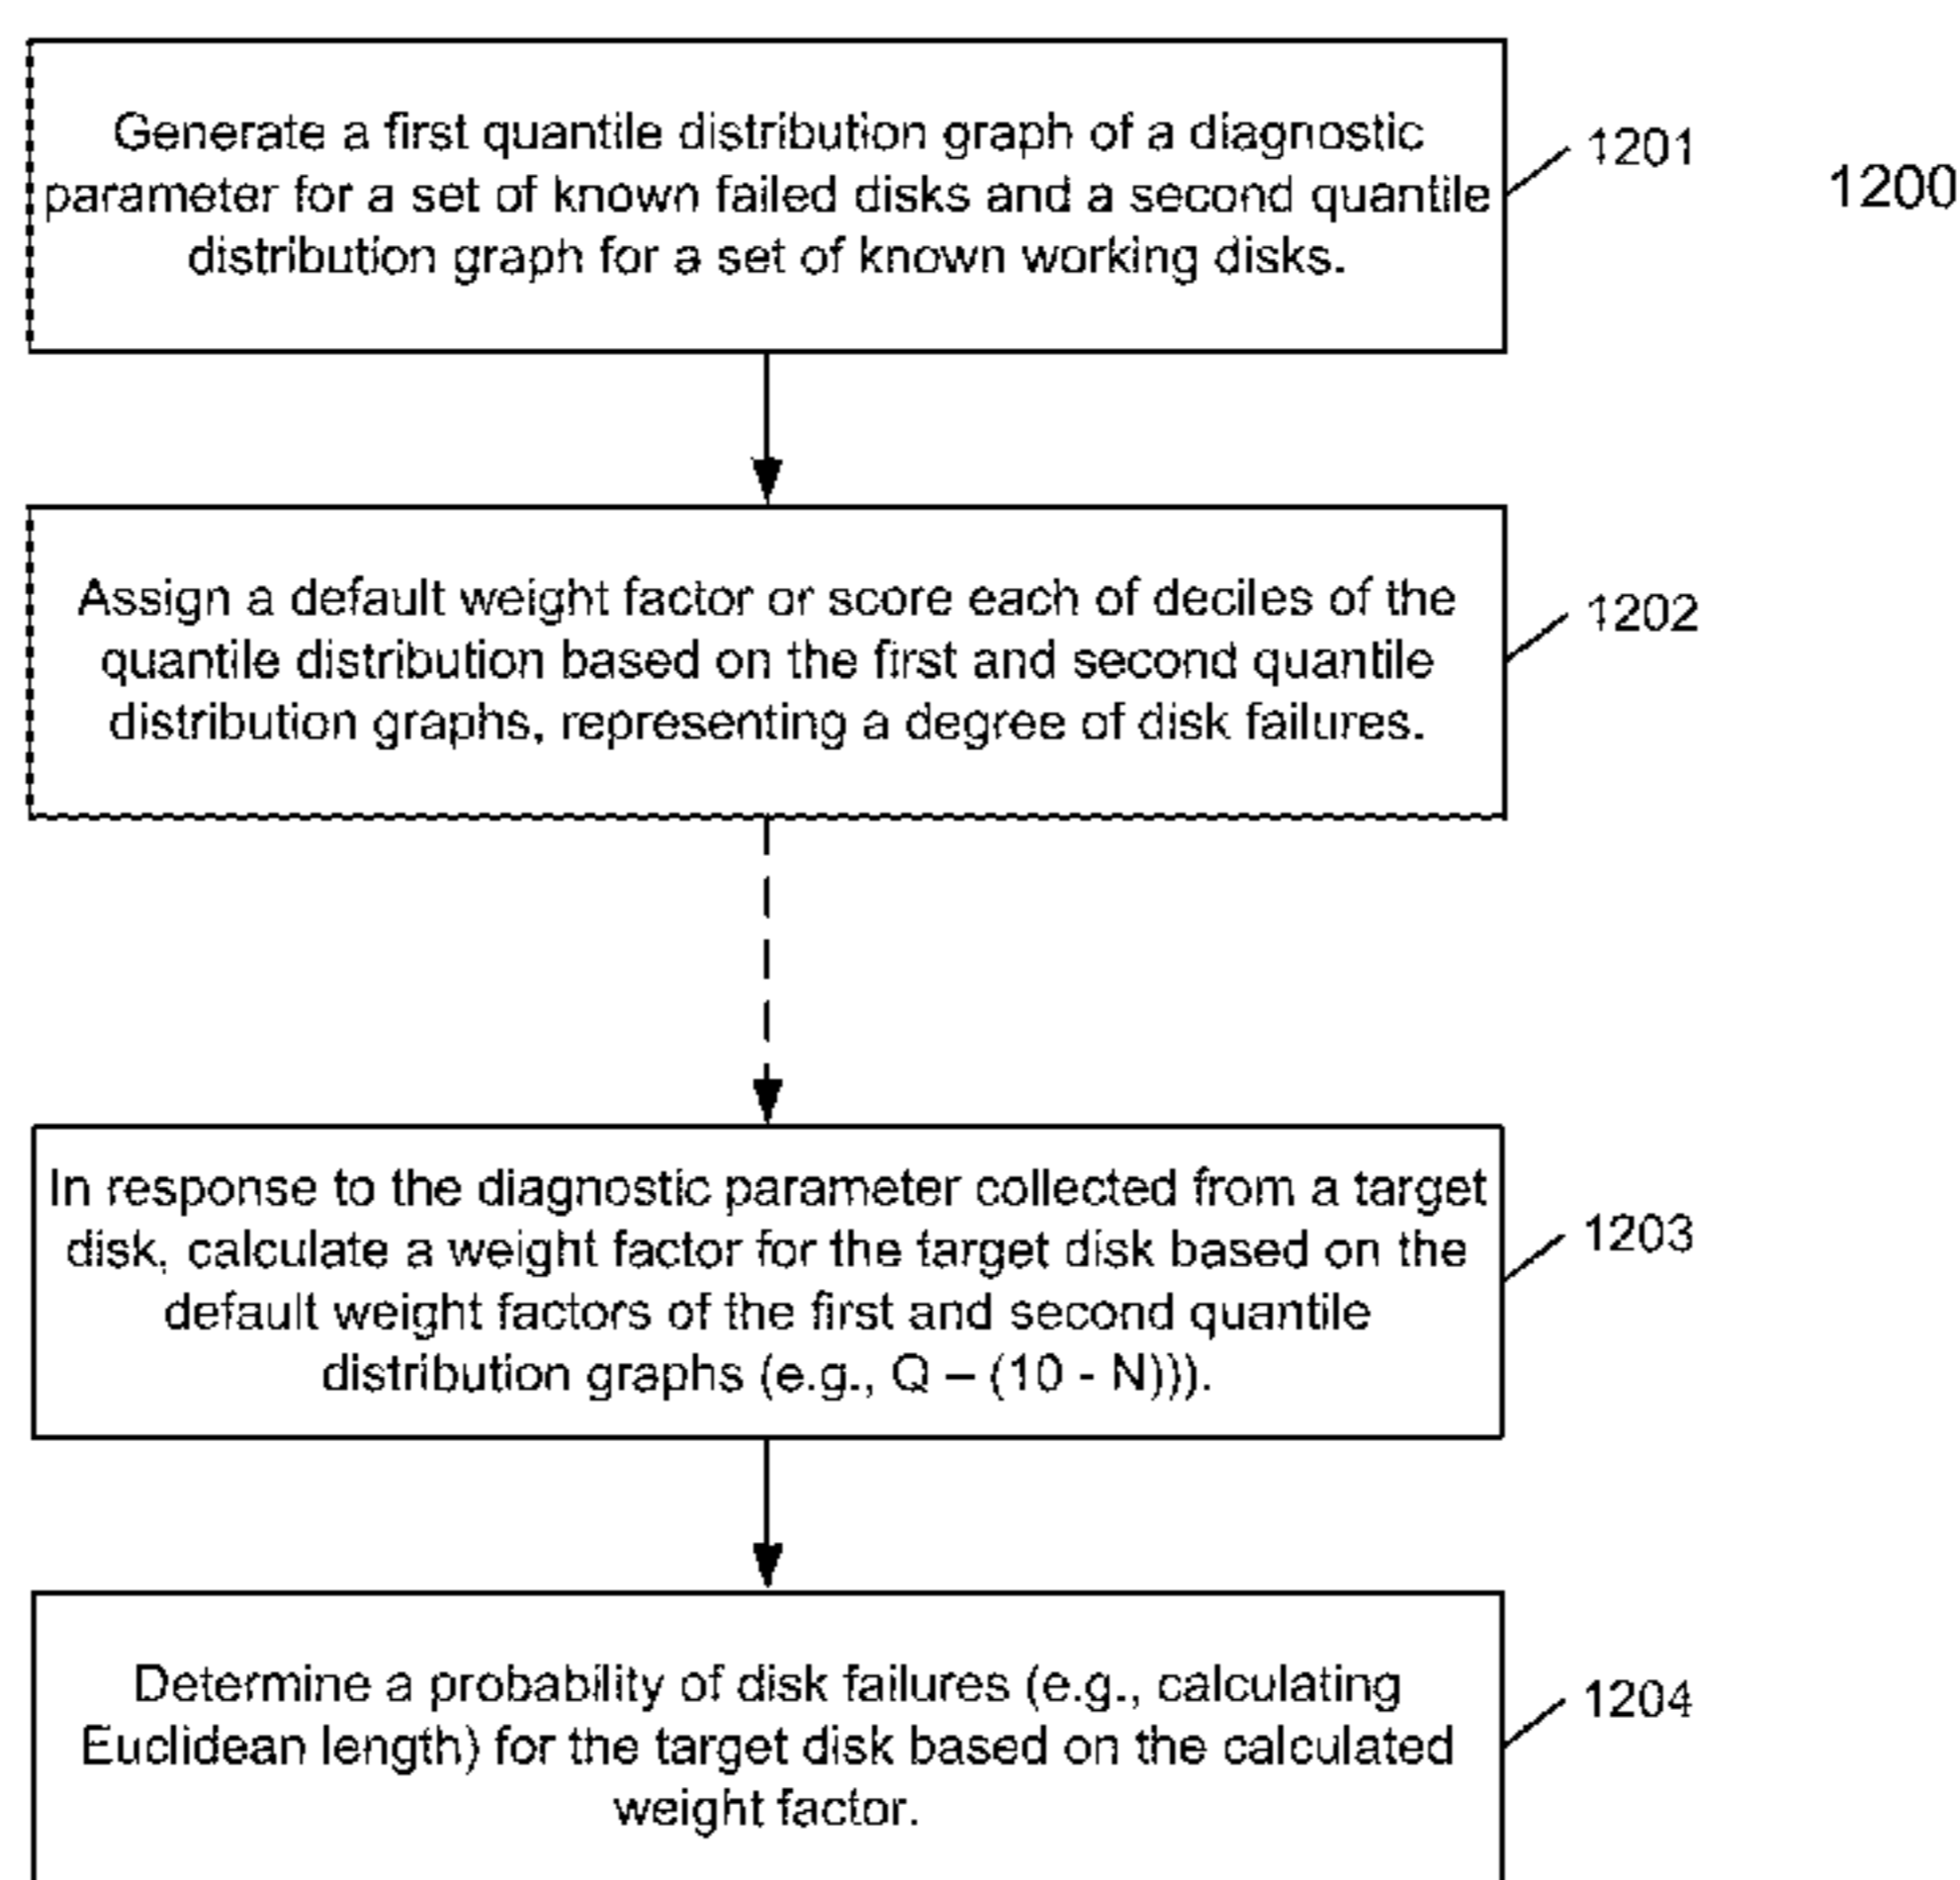 Generate a first quantile distribution graph of a diagnostic
parameter for a set of known failed disks and a second quantile
distribution graph for a set of known working disks.
1201
1200
Assign a default weight factor or score each of deciles of the
quantile distribution based on the first and second quantile
distribution graphs, representing a degree of disk failures.
1202
In response to the diagnostic parameter collected from a target
disk, calculate a weight factor for the target disk based on the
default weight factors of the first and second quantile
distribution graphs (e.g., Q – (10 - N))).
1203
Determine a probability of disk failures (e.g., calculating
Euclidean length) for the target disk based on the calculated
weight factor.
1204